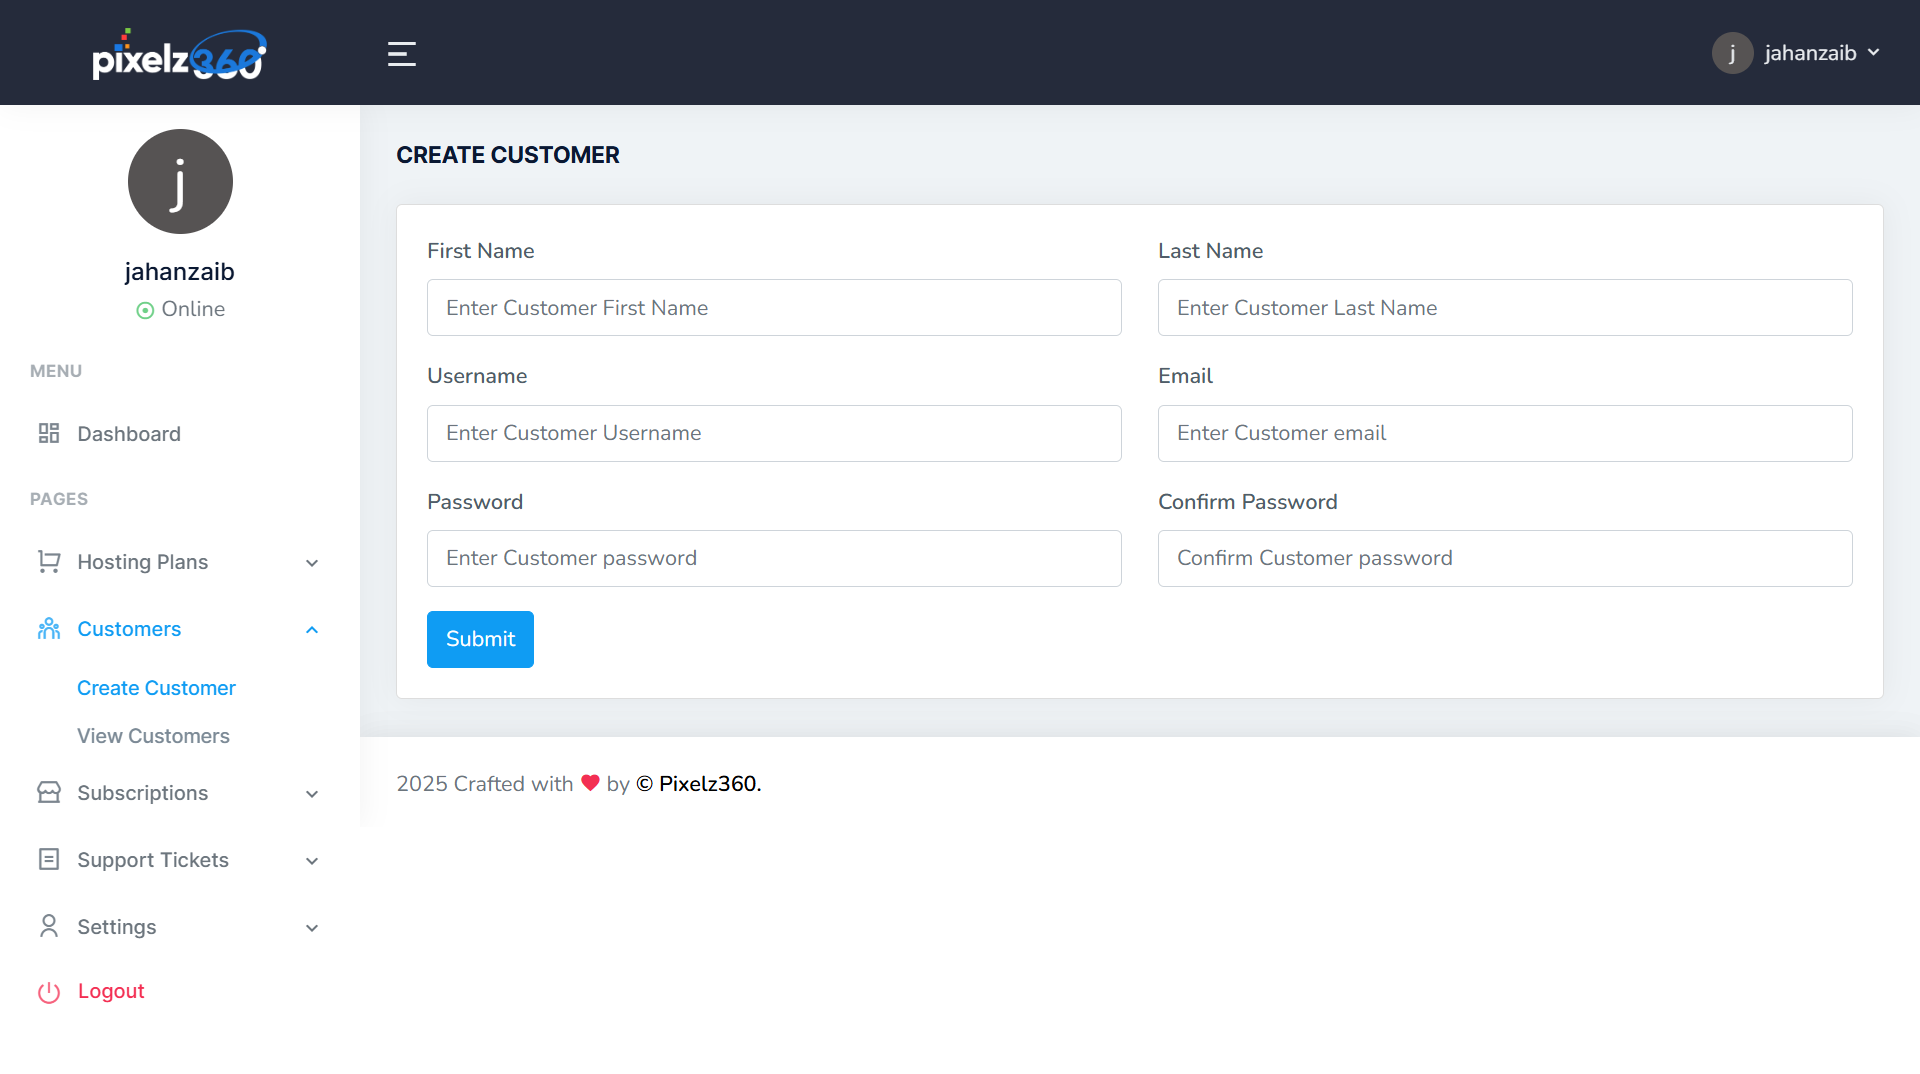 pixelz360
j jahanzaib
j
jahanzaib
Online
MENU
Dashboard
PAGES
Hosting Plans
Customers
Create Customer
View Customers
Subscriptions
Support Tickets
Settings
Logout
CREATE CUSTOMER
First Name
Enter Customer First Name
Last Name
Enter Customer Last Name
Username
Enter Customer Username
Email
Enter Customer email
Password
Enter Customer password
Confirm Password
Confirm Customer password
Submit
2025 Crafted with ❤ by © Pixelz360.